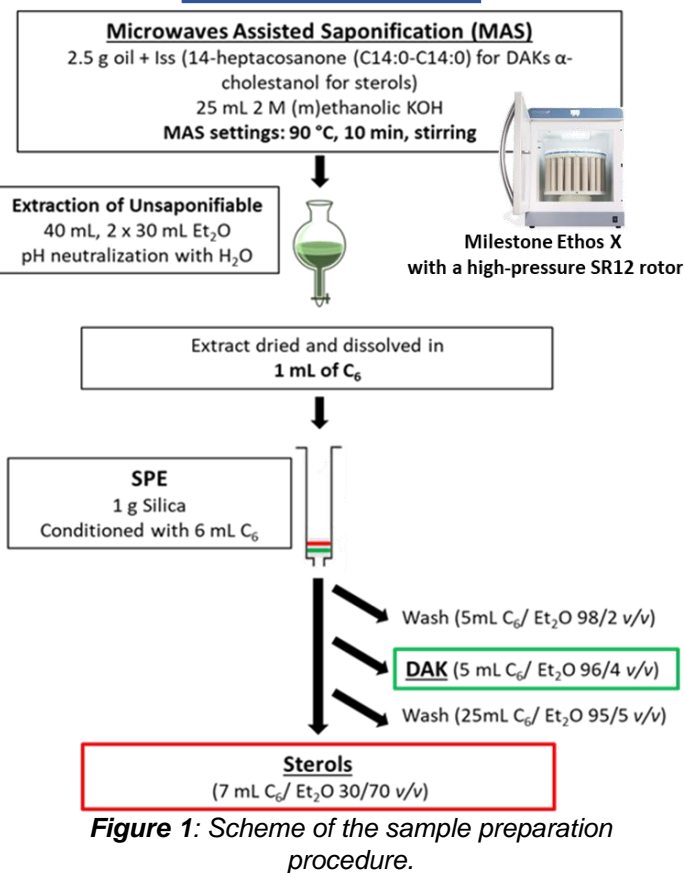 Microwaves Assisted Saponification (MAS)
2.5 g oil + Iss (14-heptacosanone (C14:0-C14:0) for DAKs α-
cholestanol for sterols)
25 mL 2 M (m)ethanolic KOH
MAS settings: 90 °C, 10 min, stirring
Extraction of Unsaponifiable
40 mL, 2 x 30 mL Et₂O
pH neutralization with H₂O
Milestone Ethos X
with a high-pressure SR12 rotor
Extract dried and dissolved in
1 mL of C₆
SPE
1 g Silica
Conditioned with 6 mL C₆
Wash (5mL C₆/ Et₂O 98/2 v/v)
DAK (5 mL C₆/ Et₂O 96/4 v/v)
Wash (25mL C₆/ Et₂O 95/5 v/v)
Sterols
(7 mL C₆/ Et₂O 30/70 v/v)
Figure 1: Scheme of the sample preparation
procedure.